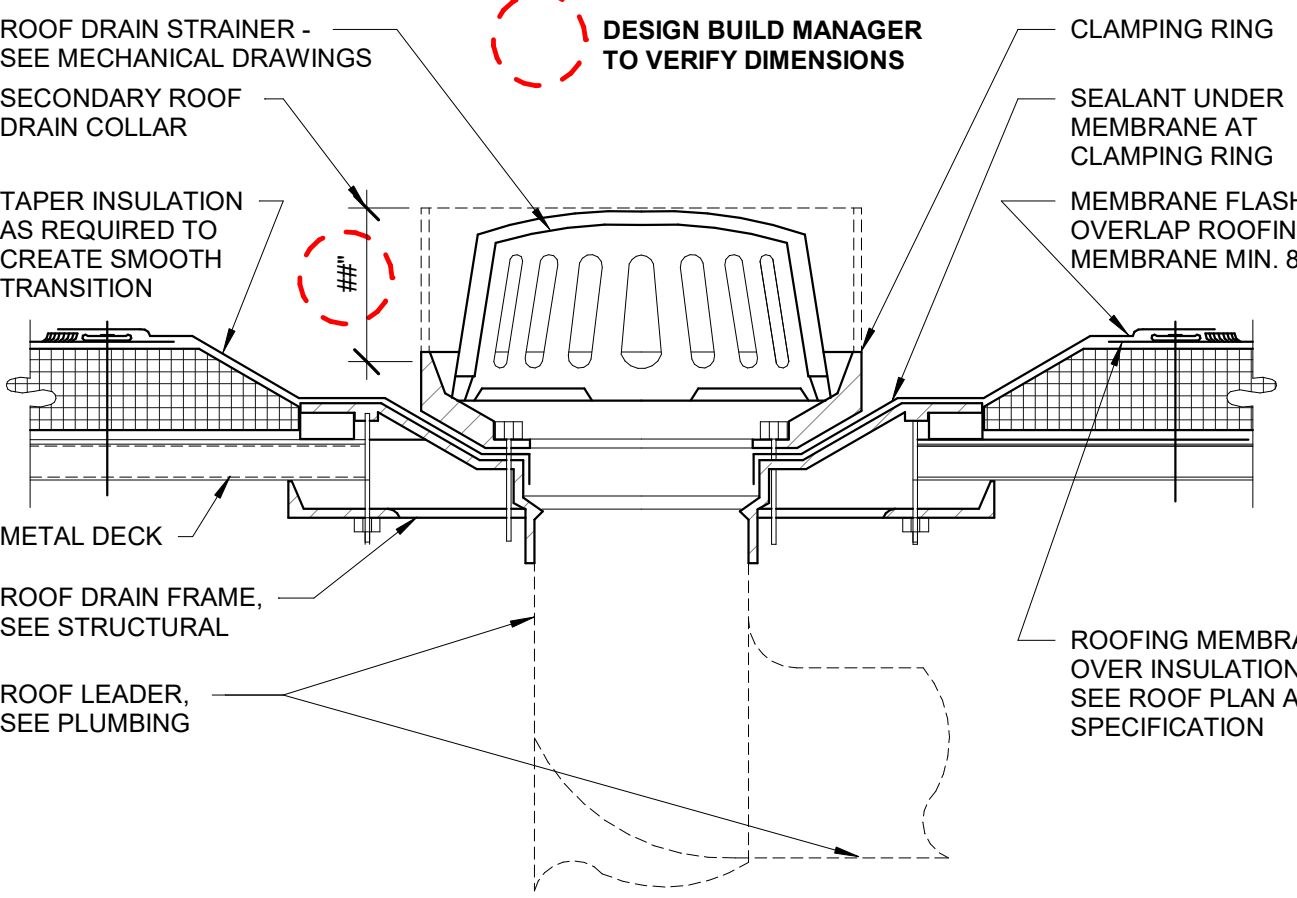 ROOF DRAIN STRAINER -
SEE MECHANICAL DRAWINGS
SECONDARY ROOF
DRAIN COLLAR
TAPER INSULATION
AS REQUIRED TO
CREATE SMOOTH
TRANSITION
#"
METAL DECK
ROOF DRAIN FRAME,
SEE STRUCTURAL
ROOF LEADER,
SEE PLUMBING
DESIGN BUILD MANAGER
TO VERIFY DIMENSIONS
CLAMPING RING
SEALANT UNDER
MEMBRANE AT
CLAMPING RING
MEMBRANE FLASH
OVERLAP ROOFIN
MEMBRANE MIN. 8
ROOFING MEMBRA
OVER INSULATION
SEE ROOF PLAN A
SPECIFICATION